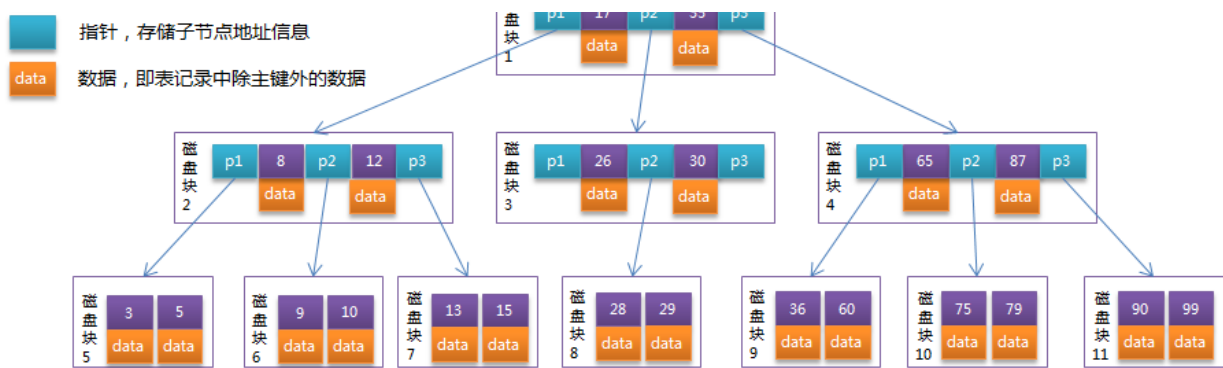 指针，存储子节点地址信息
data 数据，即表记录中除主键外的数据
磁盘块1 p1 17 p2 35 p3
data data
磁盘块2 p1 8 p2 12 p3
data data
磁盘块3 p1 26 p2 30 p3
data data
磁盘块4 p1 65 p2 87 p3
data data
磁盘块5 3 5
data data
磁盘块6 9 10
data data
磁盘块7 13 15
data data
磁盘块8 28 29
data data
磁盘块9 36 60
data data
磁盘块10 75 79
data data
磁盘块11 90 99
data data